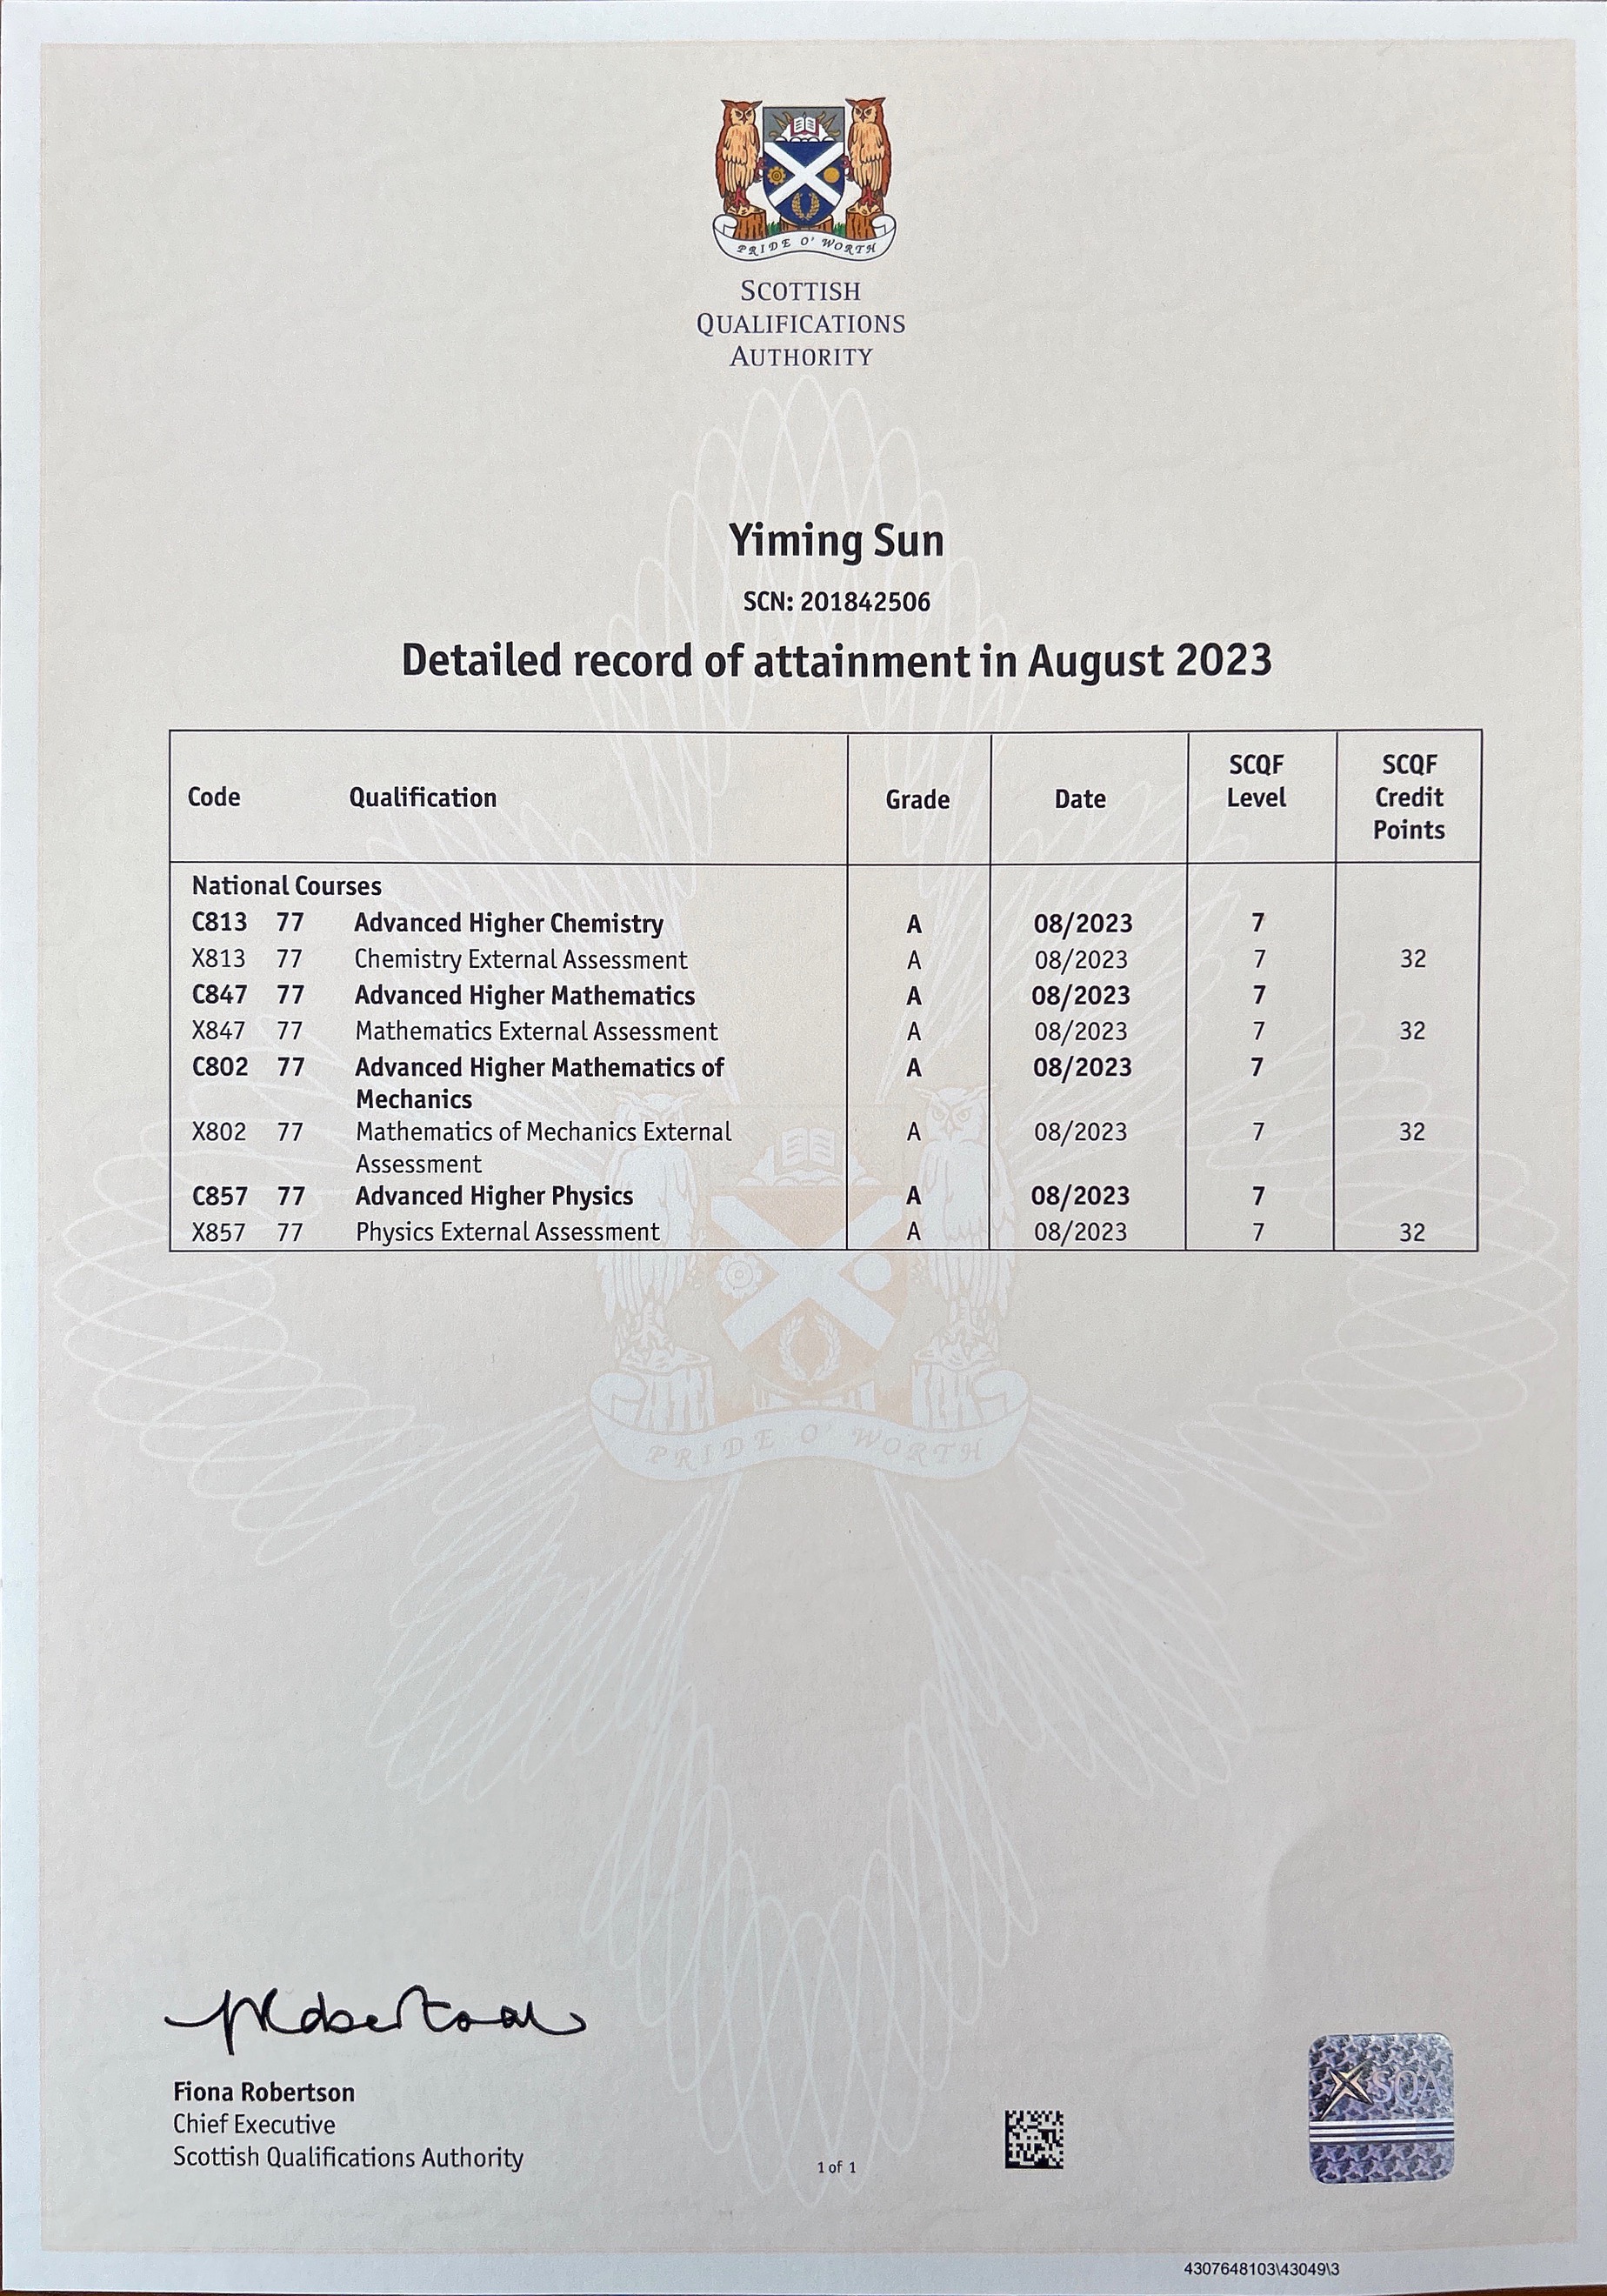 PRIDE O' WORTH
SCOTTISH
QUALIFICATIONS
AUTHORITY
Yiming Sun
SCN: 201842506
Detailed record of attainment in August 2023
Code Qualification Grade Date SCQF Level SCQF Credit Points
National Courses
C813 77 Advanced Higher Chemistry A 08/2023 7
X813 77 Chemistry External Assessment A 08/2023 7 32
C847 77 Advanced Higher Mathematics A 08/2023 7
X847 77 Mathematics External Assessment A 08/2023 7 32
C802 77 Advanced Higher Mathematics of A 08/2023 7
Mechanics
X802 77 Mathematics of Mechanics External A 08/2023 7 32
Assessment
C857 77 Advanced Higher Physics A 08/2023 7
X857 77 Physics External Assessment A 08/2023 7 32
PRIDE O' WORTH
Fiona Robertson
Chief Executive
Scottish Qualifications Authority
1 of 1
SQA
4307648103\43049\3